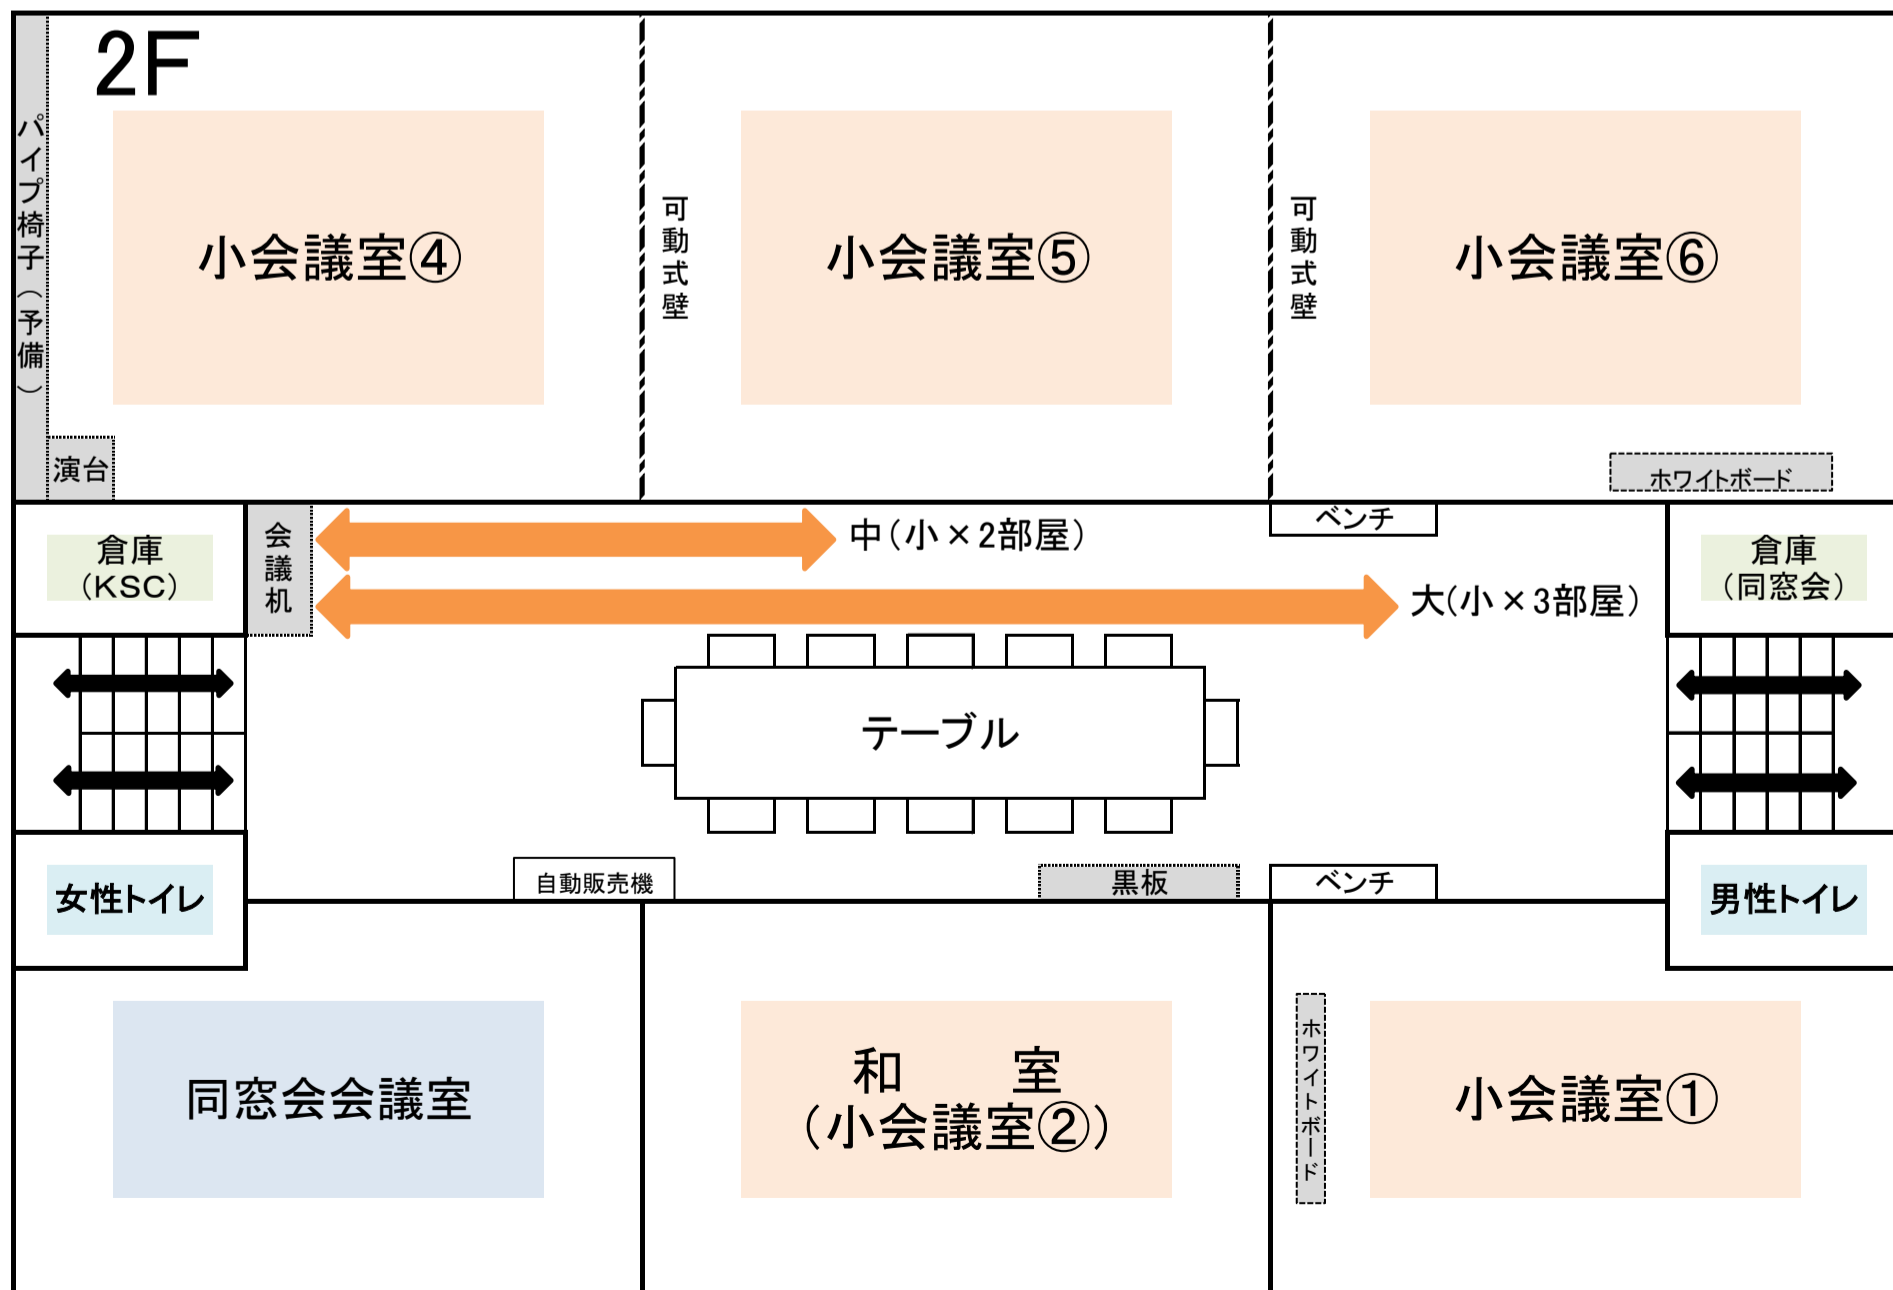 2F
パイプ椅子（予備）
小会議室④
可動式壁
小会議室⑤
可動式壁
小会議室⑥
演台
ホワイトボード
倉庫
（KSC）
会議机
中（小×2部屋）
ベンチ
倉庫
（同窓会）
大（小×3部屋）
テーブル
女性トイレ
自動販売機
黒板
ベンチ
男性トイレ
同窓会会議室
和　　室
（小会議室②）
ホワイトボード
小会議室①